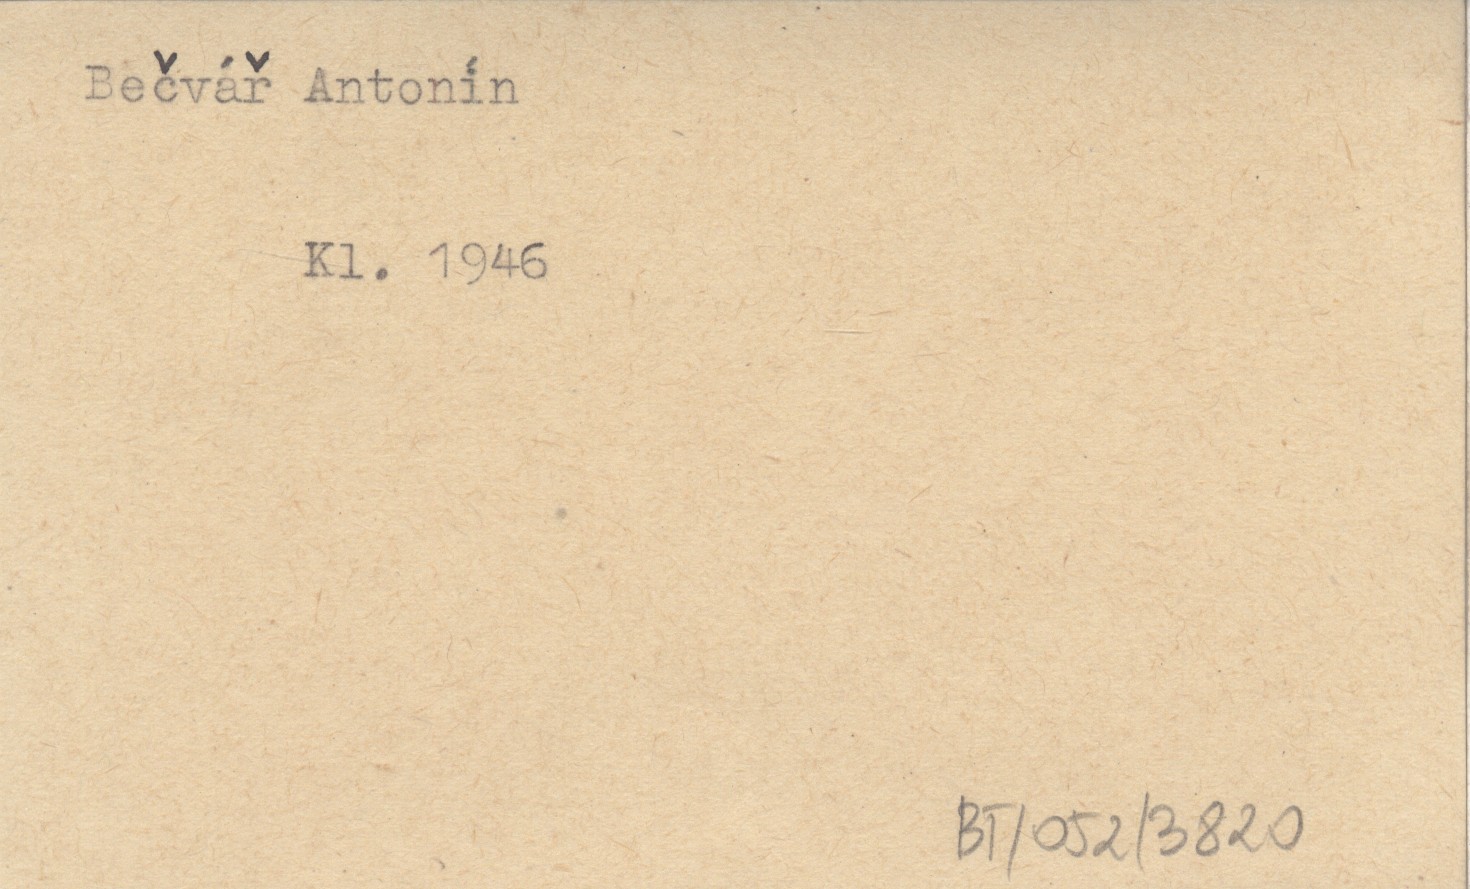 Bečvář Antonín
Kl. 1946
BT/052/3820